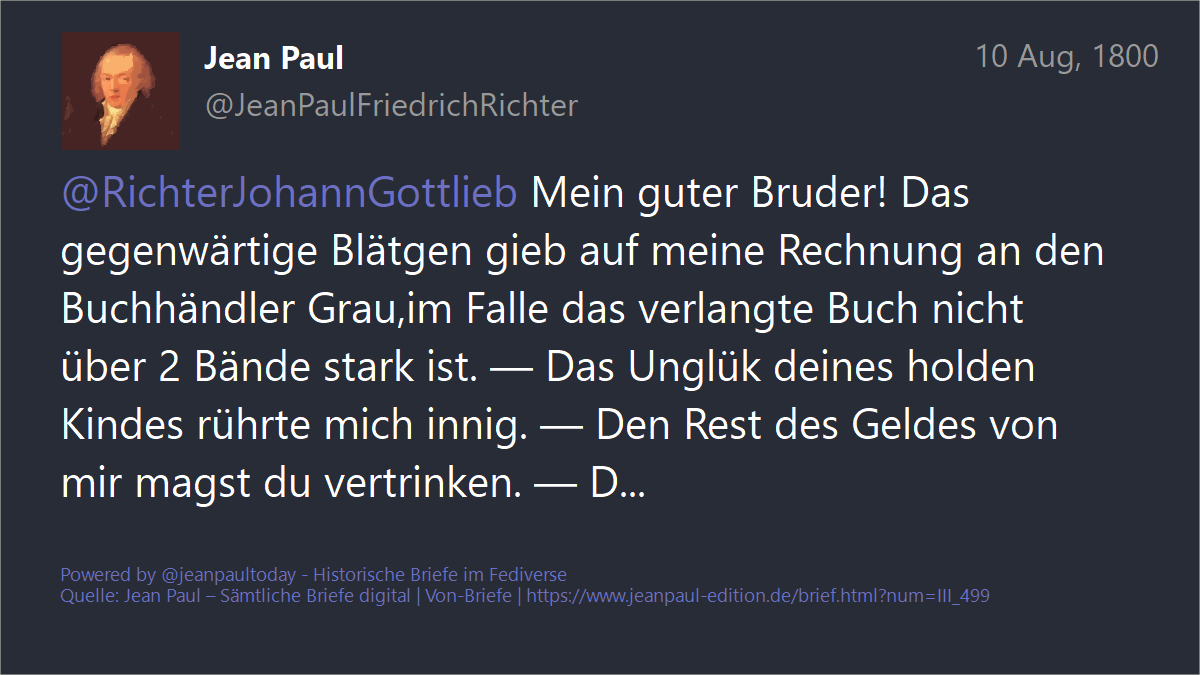 Jean Paul
10 Aug, 1800
@JeanPaulFriedrichRichter
@RichterJohannGottlieb Mein guter Bruder! Das
gegenwärtige Blätgen gieb auf meine Rechnung an den
Buchhändler Grau,im Falle das verlangte Buch nicht
über 2 Bände stark ist. — Das Unglük deines holden
Kindes rührte mich innig. — Den Rest des Geldes von
mir magst du vertrinken. — D...
Powered by @jeanpaultoday - Historische Briefe im Fediverse
Quelle: Jean Paul – Sämtliche Briefe digital | Von-Briefe | https://www.jeanpaul-edition.de/brief.html?num=III_499